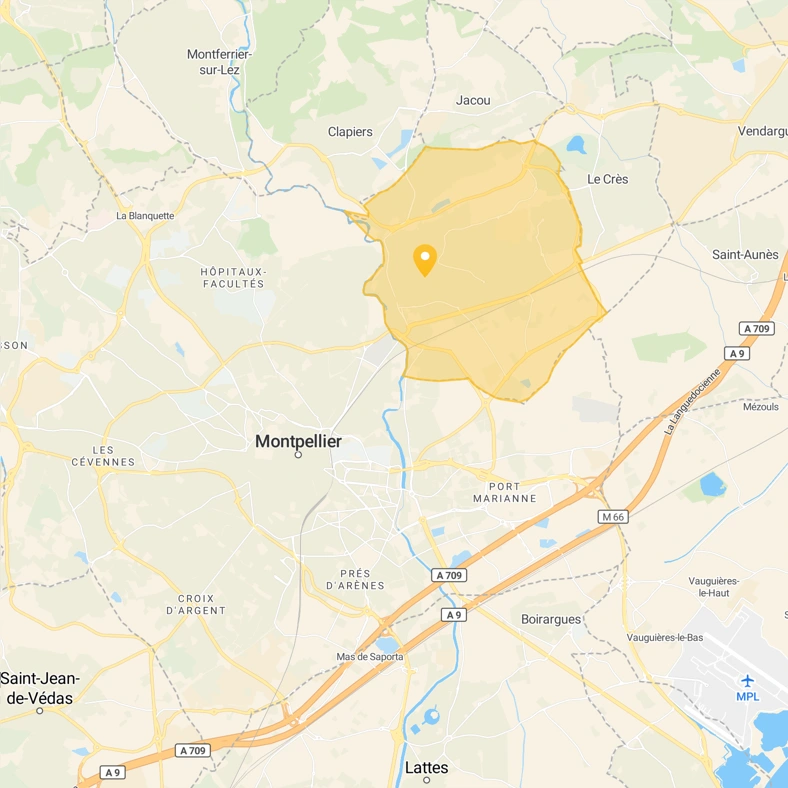 Montferrier-
sur-Lez
Jacou
Clapiers
Vendargu
Le Crès
La Blanquette
Saint-Aunès
HÔPITAUX-
FACULTÉS
L
A 709
SSON
A 9
La Languedocienne
Mézouls
Montpellier
LES
CÉVENNES
PORT
MARIANNE
M 66
A 709
PRÉS
D'ARÈNES
Vauguières-
le-Haut
CROIX
D'ARGENT
A 9
S
Boirargues
Vauguières-le-Bas
Mas de Saporta
Saint-Jean-
de-Védas
MPL
A 709
Lattes
A 9